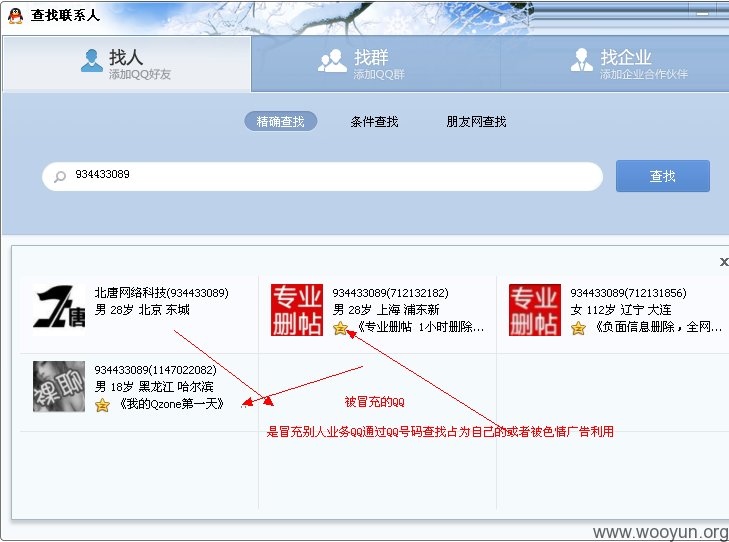 查找联系人
找人
添加QQ好友
找群
添加QQ群
找企业
添加企业合作伙伴
精确查找
条件查找
朋友网查找
934433089
查找
x
唐
北唐网络科技(934433089)
男 28岁 北京 东城
专业
删帖
934433089(712132182)
男 28岁 上海 浦东新
《专业删帖 1小时删除...
专业
删帖
934433089(712131856)
女 112岁 辽宁 大连
《负面信息删除，全网...
裸聊
934433089(1147022082)
男 18岁 黑龙江 哈尔滨
《我的Qzone第一天》 ..
被冒充的QQ
是冒充别人业务QQ通过QQ号码查找占为自己的或者被色情广告利用
www.wooyun.org